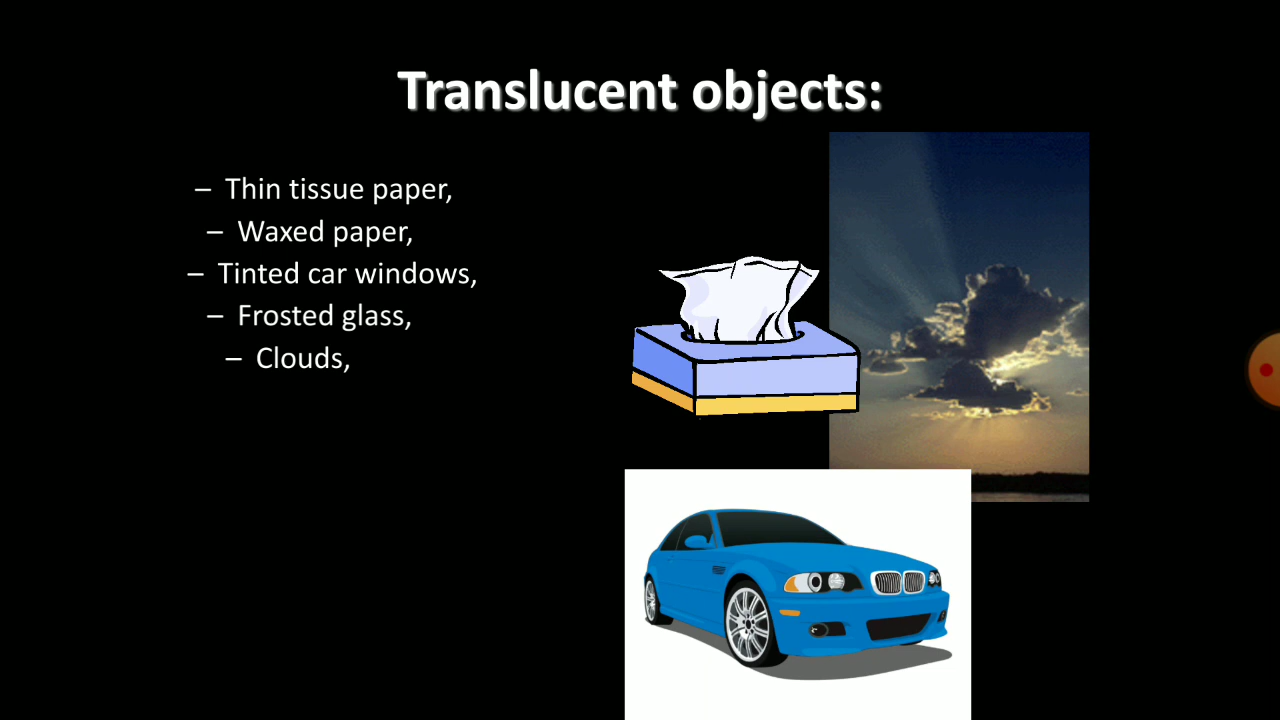 Translucent objects:
– Thin tissue paper,
– Waxed paper,
– Tinted car windows,
– Frosted glass,
– Clouds,